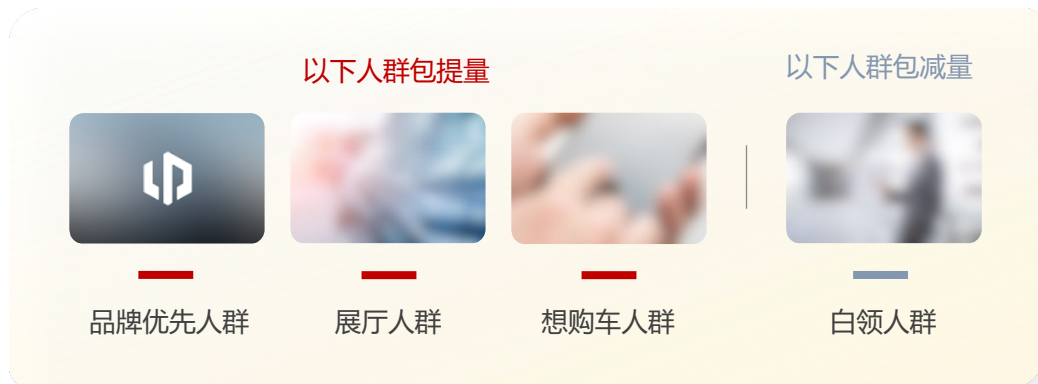 以下人群包提量
以下人群包减量
品牌优先人群
展厅人群
想购车人群
白领人群